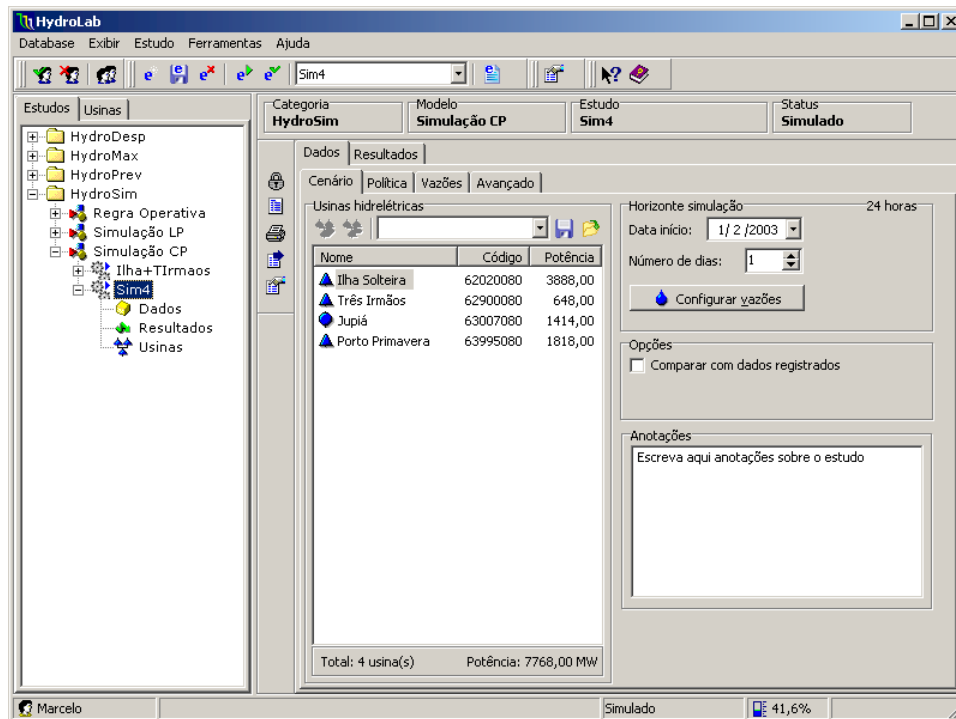 HydroLab
Database Exibir Estudo Ferramentas Ajuda
Sim4
Estudos Usinas
HydroDesp
HydroMax
HydroPrev
HydroSim
Regra Operativa
Simulação LP
Simulação CP
Ilha+TIrmaos
Sim4
Dados
Resultados
Usinas
Categoria Modelo Estudo Status
HydroSim Simulação CP Sim4 Simulado
Dados Resultados
Cenário Política Vazões Avançado
Usinas hidrelétricas
Nome Código Potência
Ilha Solteira 62020080 3888,00
Três Irmãos 62900080 648,00
Jupiá 63007080 1414,00
Porto Primavera 63995080 1818,00
Total: 4 usina(s) Potência: 7768,00 MW
Horizonte simulação 24 horas
Data início: 1/ 2 /2003
Número de dias: 1
Configurar vazões
Opções
Comparar com dados registrados
Anotações
Escreva aqui anotações sobre o estudo
Marcelo Simulado 41,6%